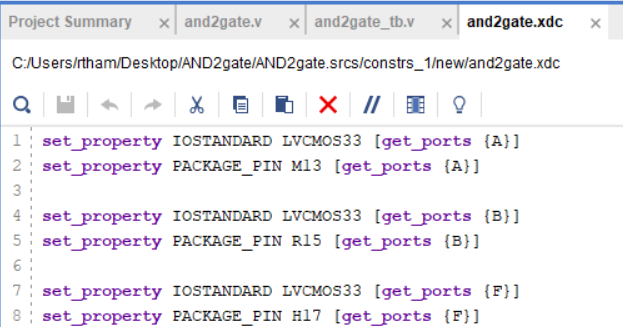 Project Summary × and2gate.v × and2gate_tb.v × and2gate.xdc ×
C:/Users/rtham/Desktop/AND2gate/AND2gate.srcs/constrs_1/new/and2gate.xdc
1 set_property IOSTANDARD LVCMOS33 [get_ports {A}]
2 set_property PACKAGE_PIN M13 [get_ports {A}]
3
4 set_property IOSTANDARD LVCMOS33 [get_ports {B}]
5 set_property PACKAGE_PIN R15 [get_ports {B}]
6
7 set_property IOSTANDARD LVCMOS33 [get_ports {F}]
8 set_property PACKAGE_PIN H17 [get_ports {F}]